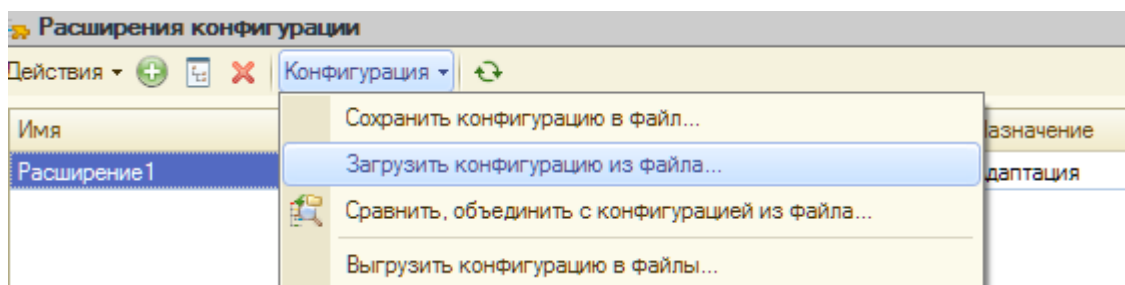 Расширения конфигурации
Действия Конфигурация
Имя
Сохранить конфигурацию в файл...
Назначение
Расширение1
Загрузить конфигурацию из файла...
Адаптация
Сравнить, объединить с конфигурацией из файла...
Выгрузить конфигурацию в файлы...